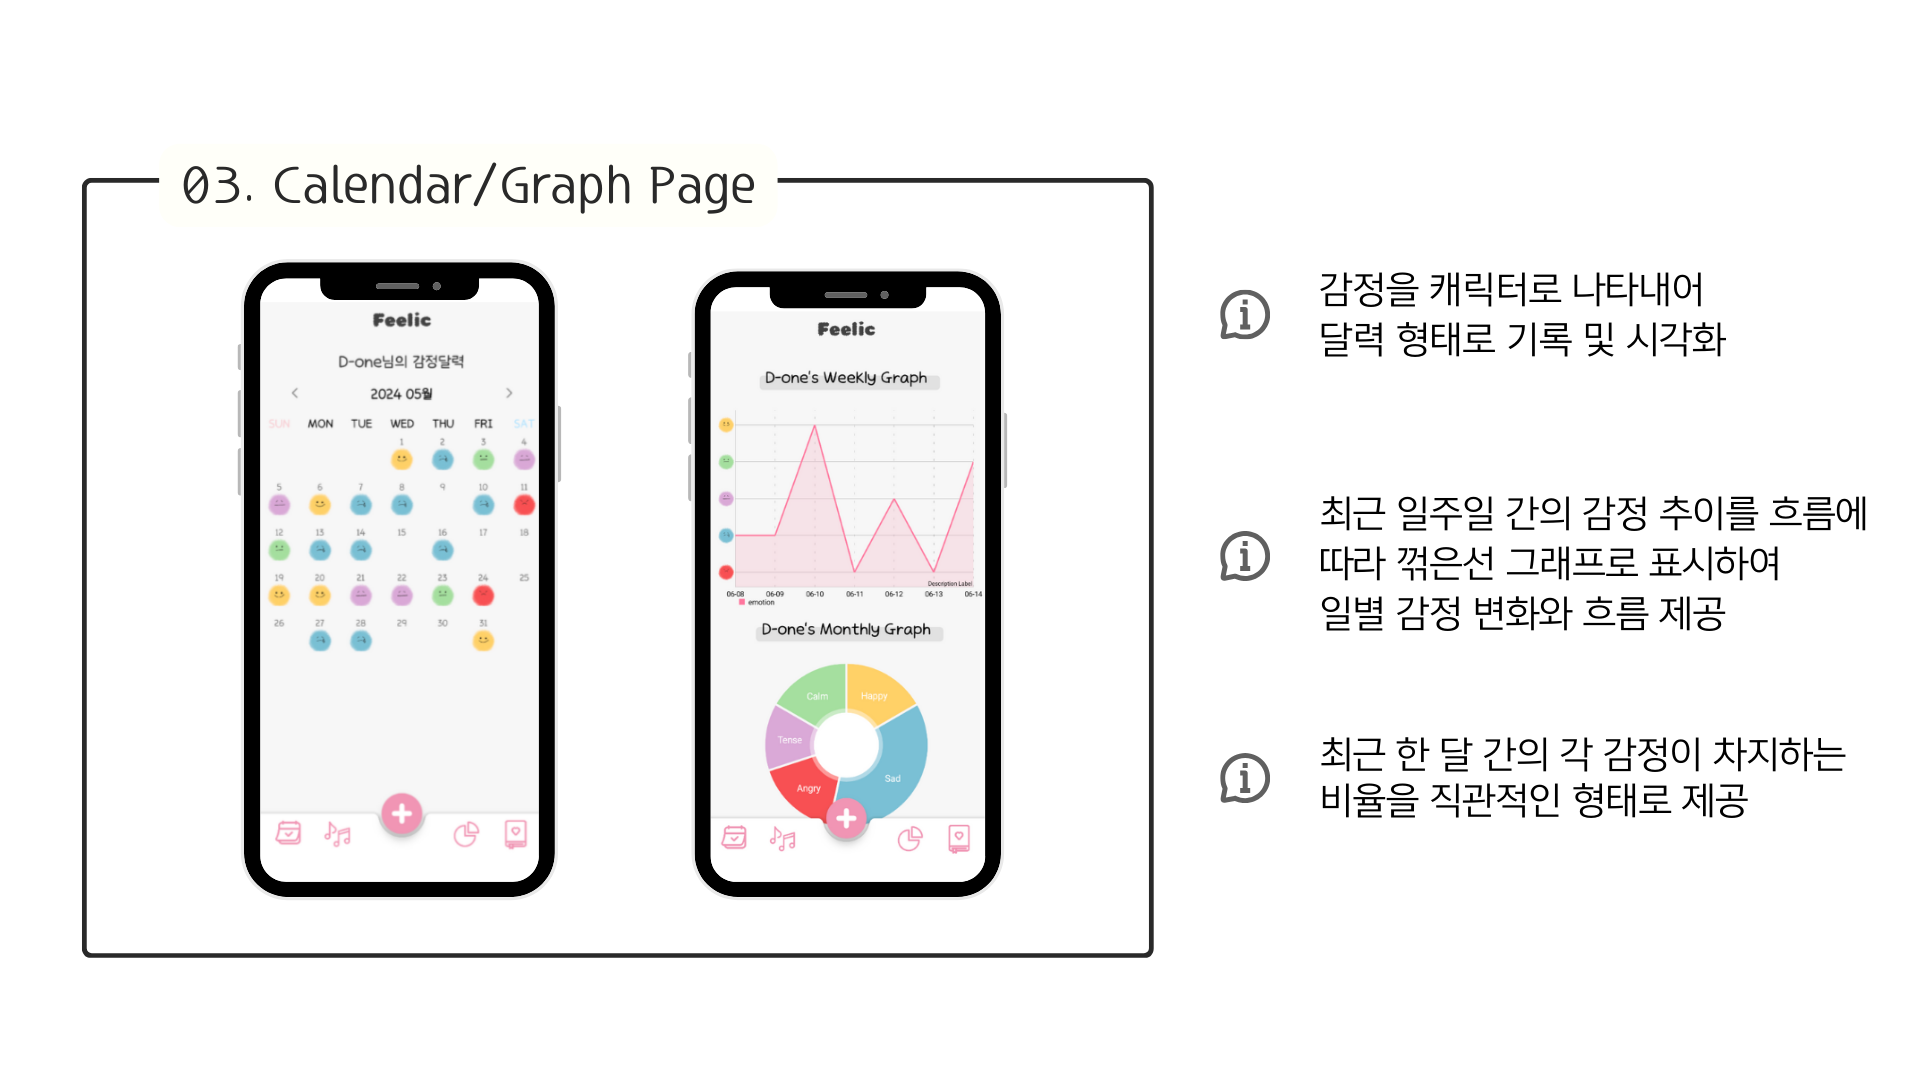 03. Calendar/Graph Page
Feelic
D-one님의 감정달력
2024 05월
SUN MON TUE WED THU FRI SAT
1 2 3 4
5 6 7 8 9 10 11
12 13 14 15 16 17 18
19 20 21 22 23 24 25
26 27 28 29 30 31
Feelic
D-one's Weekly Graph
Description Label
06-08 06-09 06-10 06-11 06-12 06-13 06-14
emotion
D-one's Monthly Graph
Calm
Happy
Tense
Sad
Angry
감정을 캐릭터로 나타내어
달력 형태로 기록 및 시각화
최근 일주일 간의 감정 추이를 흐름에
따라 꺾은선 그래프로 표시하여
일별 감정 변화와 흐름 제공
최근 한 달 간의 각 감정이 차지하는
비율을 직관적인 형태로 제공